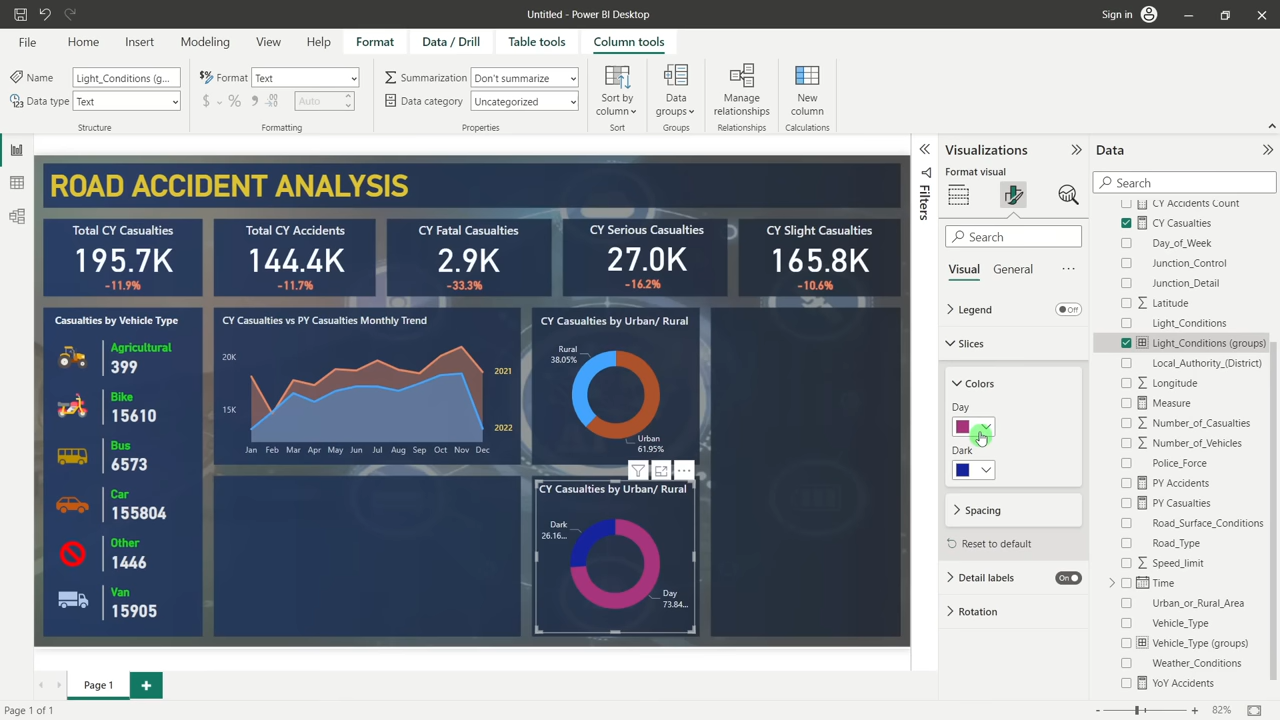 Untitled - Power BI Desktop
Sign in
File
Home
Insert
Modeling
View
Help
Format
Data / Drill
Table tools
Column tools
Name
Light_Conditions (g...
Data type
Text
Structure
Format
Text
Auto
Formatting
Summarization
Don't summarize
Data category
Uncategorized
Properties
Sort by
column
Sort
Data
groups
Groups
Manage
relationships
Relationships
New
column
Calculations
ROAD ACCIDENT ANALYSIS
Total CY Casualties
195.7K
-11.9%
Total CY Accidents
144.4K
-11.7%
CY Fatal Casualties
2.9K
-33.3%
CY Serious Casualties
27.0K
-16.2%
CY Slight Casualties
165.8K
-10.6%
Casualties by Vehicle Type
Agricultural
399
Bike
15610
Bus
6573
Car
155804
Other
1446
Van
15905
CY Casualties vs PY Casualties Monthly Trend
20K
15K
2021
2022
Jan Feb Mar Apr May Jun Jul Aug Sep Oct Nov Dec
CY Casualties by Urban/ Rural
Rural
38.05%
Urban
61.95%
CY Casualties by Urban/ Rural
Dark
26.16...
Day
73.84...
Filters
Visualizations
Format visual
Search
Visual
General
Legend
Off
Slices
Colors
Day
Dark
Spacing
Reset to default
Detail labels
On
Rotation
Data
Search
CY Accidents Count
CY Casualties
Day_of_Week
Junction_Control
Junction_Detail
Latitude
Light_Conditions
Light_Conditions (groups)
Local_Authority_(District)
Longitude
Measure
Number_of_Casualties
Number_of_Vehicles
Police_Force
PY Accidents
PY Casualties
Road_Surface_Conditions
Road_Type
Speed_limit
Time
Urban_or_Rural_Area
Vehicle_Type
Vehicle_Type (groups)
Weather_Conditions
YoY Accidents
Page 1
Page 1 of 1
82%